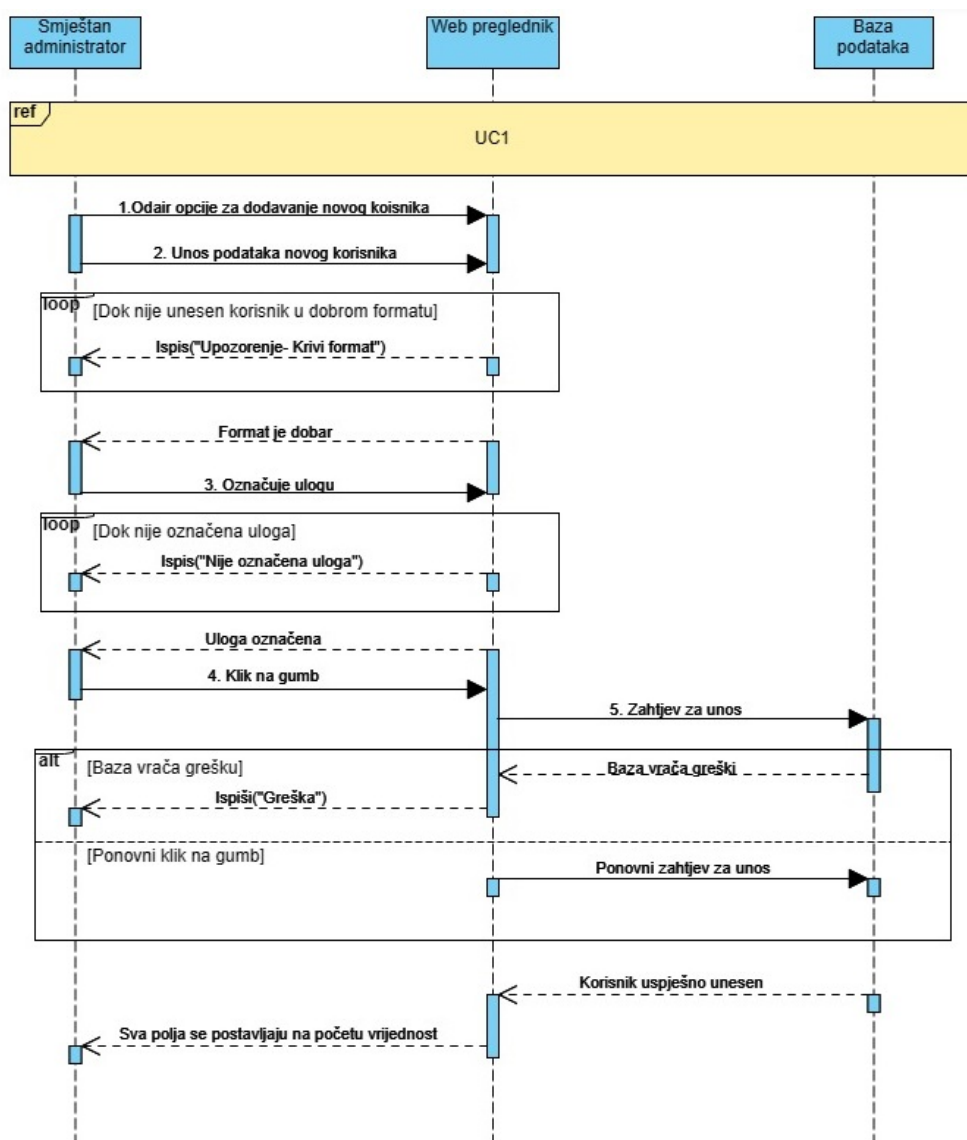 Smještan
administrator
Web preglednik
Baza
podataka
ref
UC1
1.Odair opcije za dodavanje novog koisnika
2. Unos podataka novog korisnika
loop
[Dok nije unesen korisnik u dobrom formatu]
Ispis("Upozorenje- Krivi format")
Format je dobar
3. Označuje ulogu
loop
[Dok nije označena uloga]
Ispis("Nije označena uloga")
Uloga označena
4. Klik na gumb
5. Zahtjev za unos
alt
[Baza vrača grešku]
Baza vrača greški
Ispiši("Greška")
[Ponovni klik na gumb]
Ponovni zahtjev za unos
Korisnik uspješno unesen
Sva polja se postavljaju na početu vrijednost